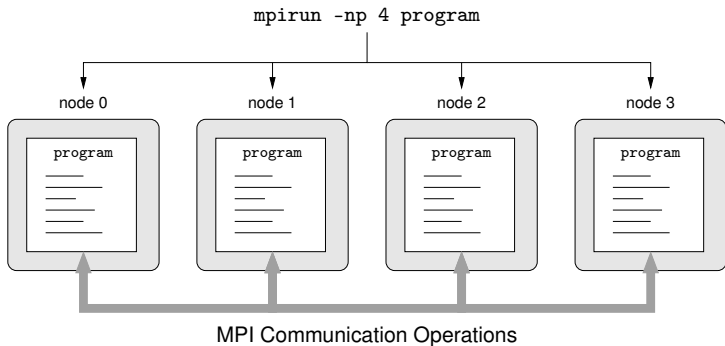 mpirun -np 4 program
node 0 node 1 node 2 node 3
program program program program
MPI Communication Operations